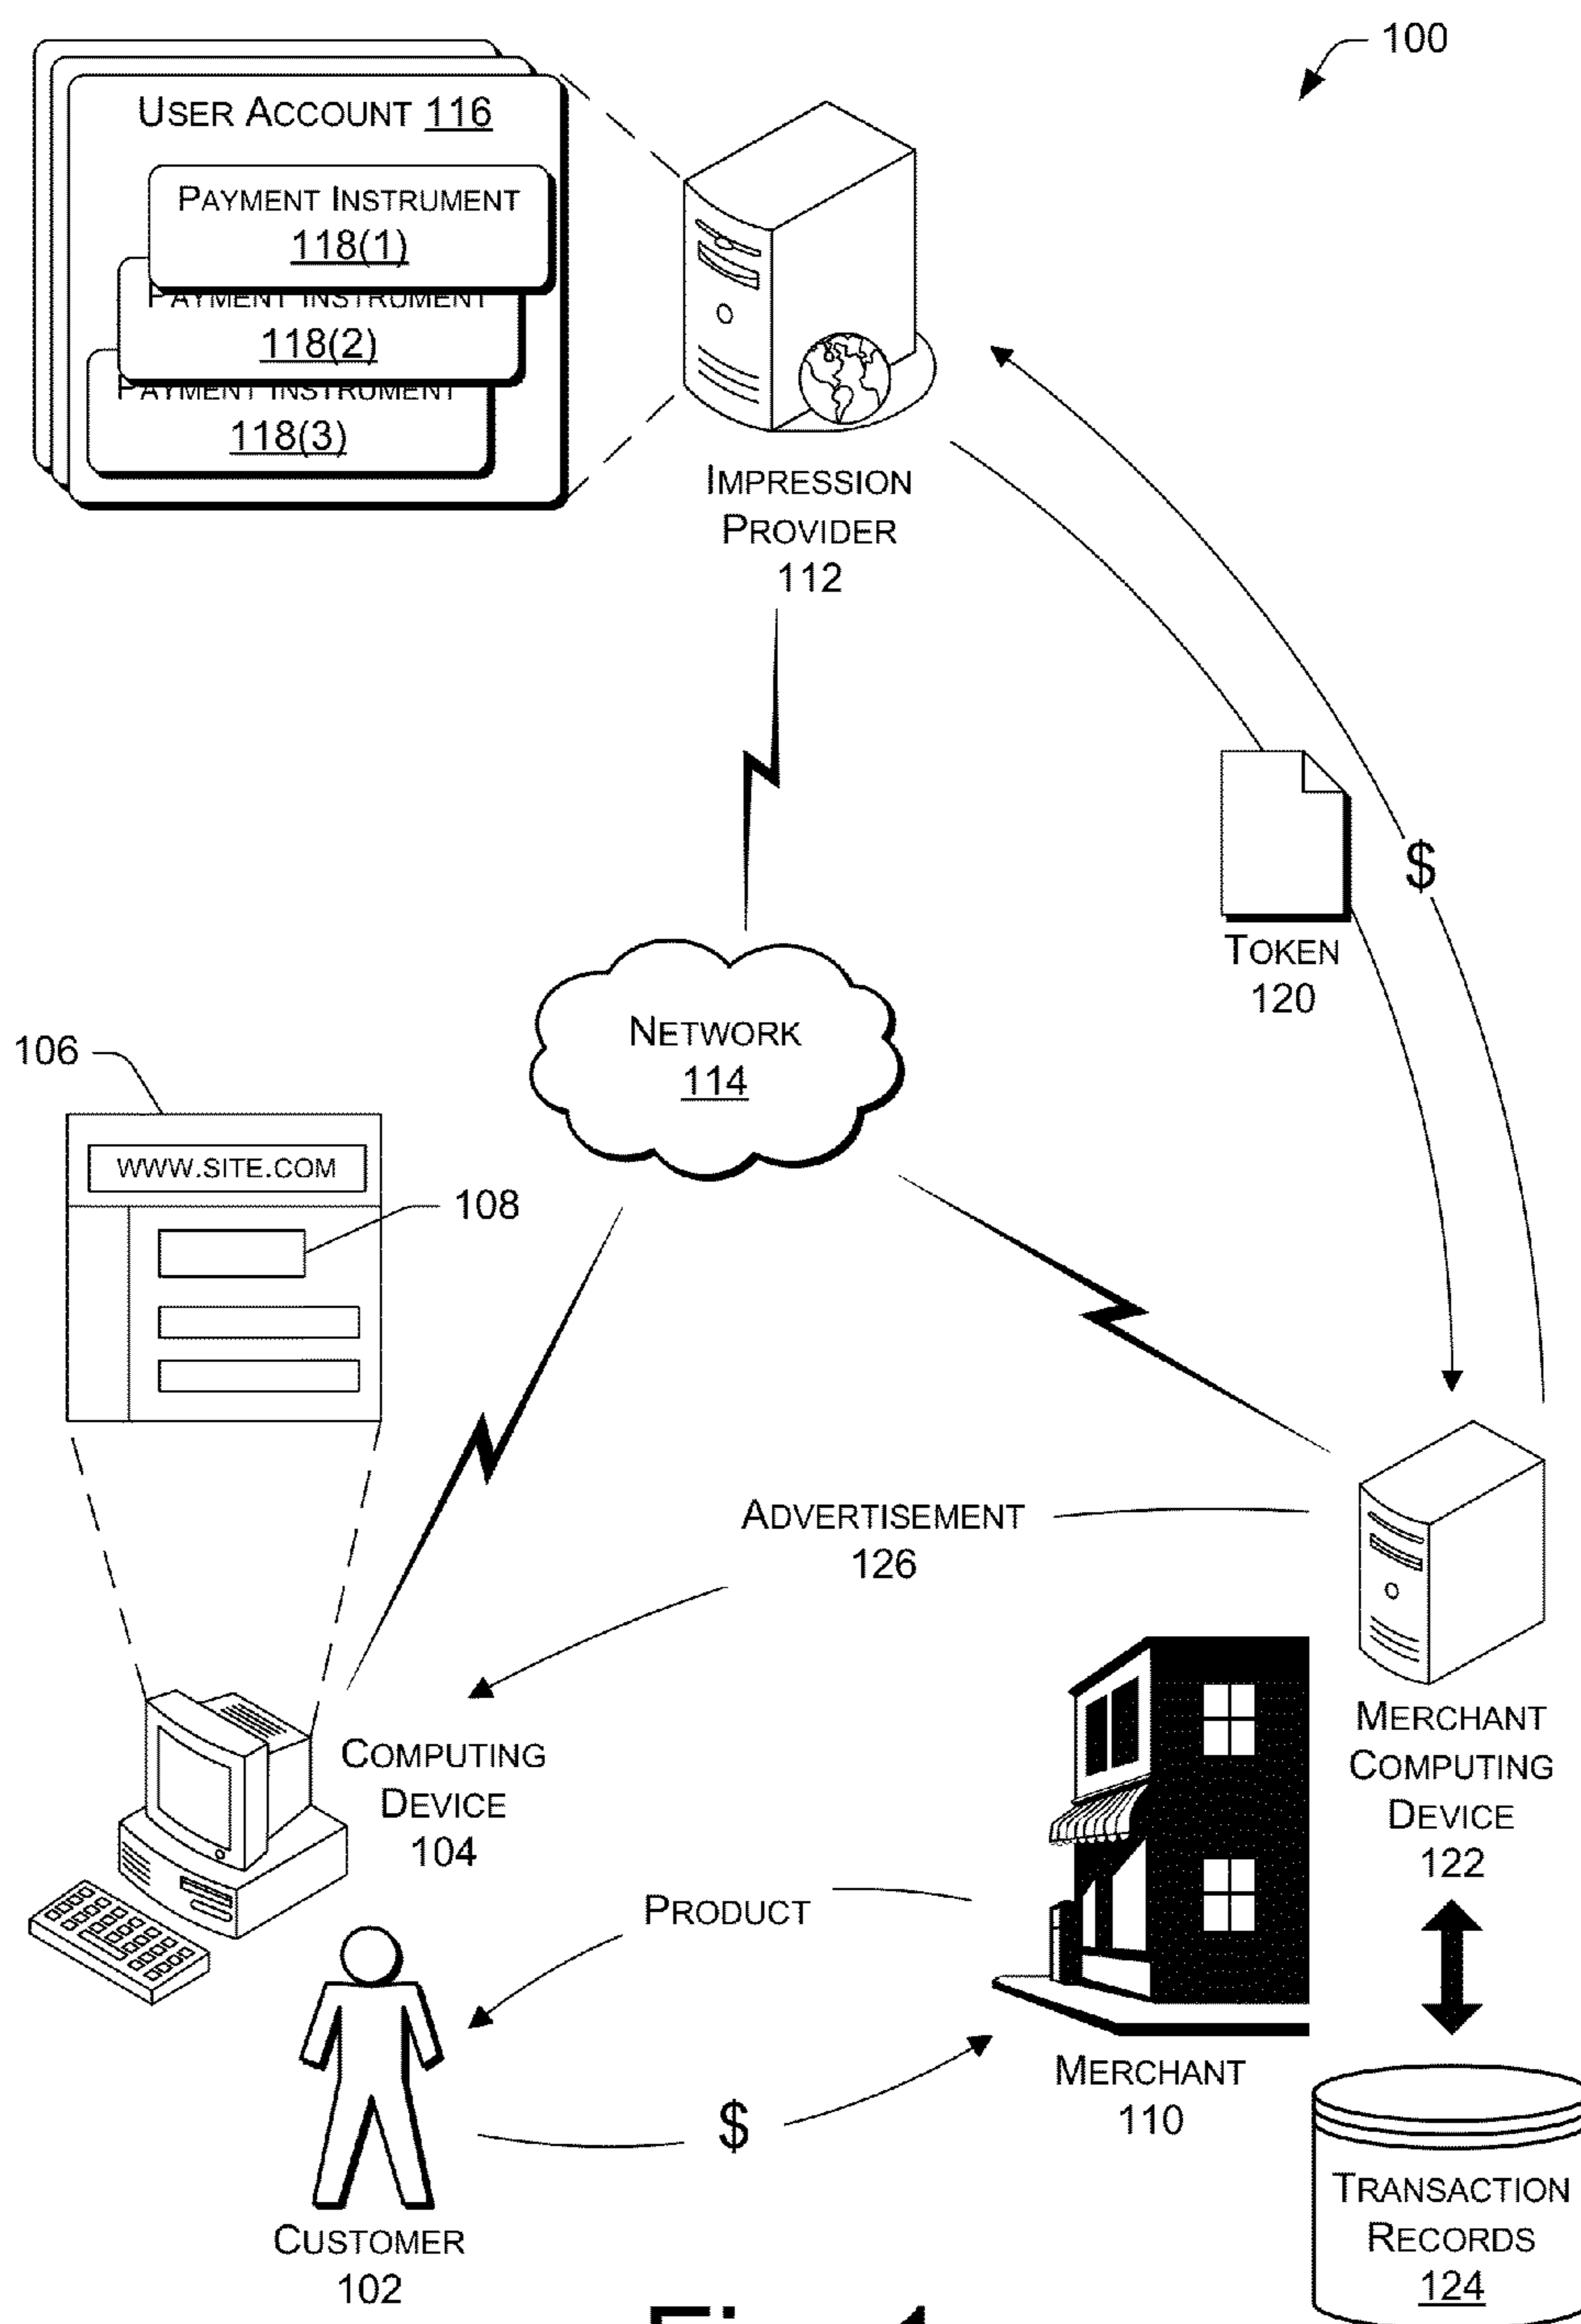 100
USER ACCOUNT 116
PAYMENT INSTRUMENT
118(1)
PAYMENT INSTRUMENT
118(2)
PAYMENT INSTRUMENT
118(3)
IMPRESSION
PROVIDER
112
$
TOKEN
120
NETWORK
114
106
WWW.SITE.COM
108
ADVERTISEMENT
126
COMPUTING
DEVICE
104
MERCHANT
COMPUTING
DEVICE
122
PRODUCT
MERCHANT
110
$
CUSTOMER
102
TRANSACTION
RECORDS
124